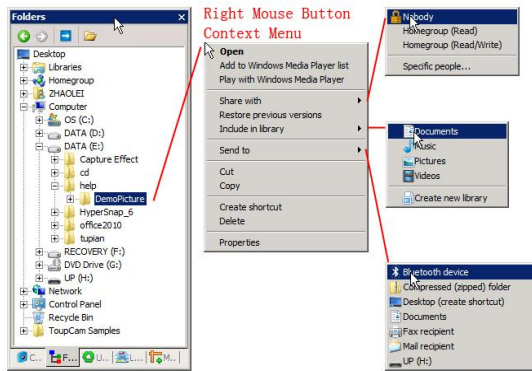 Folders
Desktop
Libraries
Homegroup
ZHAOLEI
Computer
OS (C:)
DATA (D:)
DATA (E:)
Capture Effect
cd
help
DemoPicture
HyperSnap_6
office2010
tupian
RECOVERY (F:)
DVD Drive (G:)
UP (H:)
Network
Control Panel
Recycle Bin
ToupCam Samples
C... F... U... L... M...
Right Mouse Button
Context Menu
Open
Add to Windows Media Player list
Play with Windows Media Player
Share with
Restore previous versions
Include in library
Send to
Cut
Copy
Create shortcut
Delete
Properties
Nobody
Homegroup (Read)
Homegroup (Read/Write)
Specific people...
Documents
Music
Pictures
Videos
Create new library
Bluetooth device
Compressed (zipped) folder
Desktop (create shortcut)
Documents
Fax recipient
Mail recipient
UP (H:)